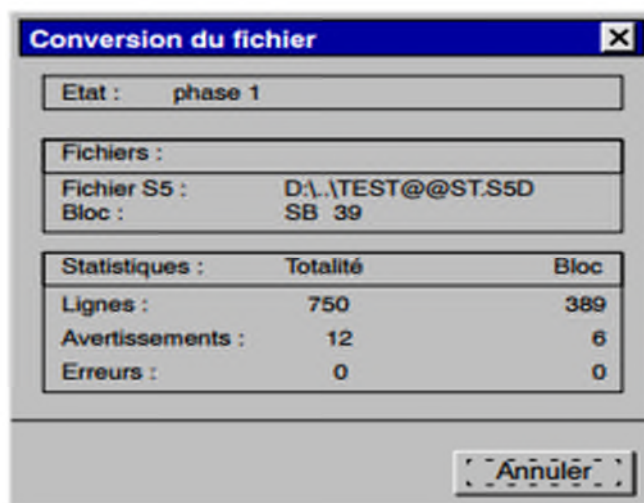 Conversion du fichier
Etat : phase 1
Fichiers :
Fichier S5 : D:\..\TEST@@ST.S5D
Bloc : SB 39
Statistiques : Totalité Bloc
Lignes : 750 389
Avertissements : 12 6
Erreurs : 0 0
Annuler